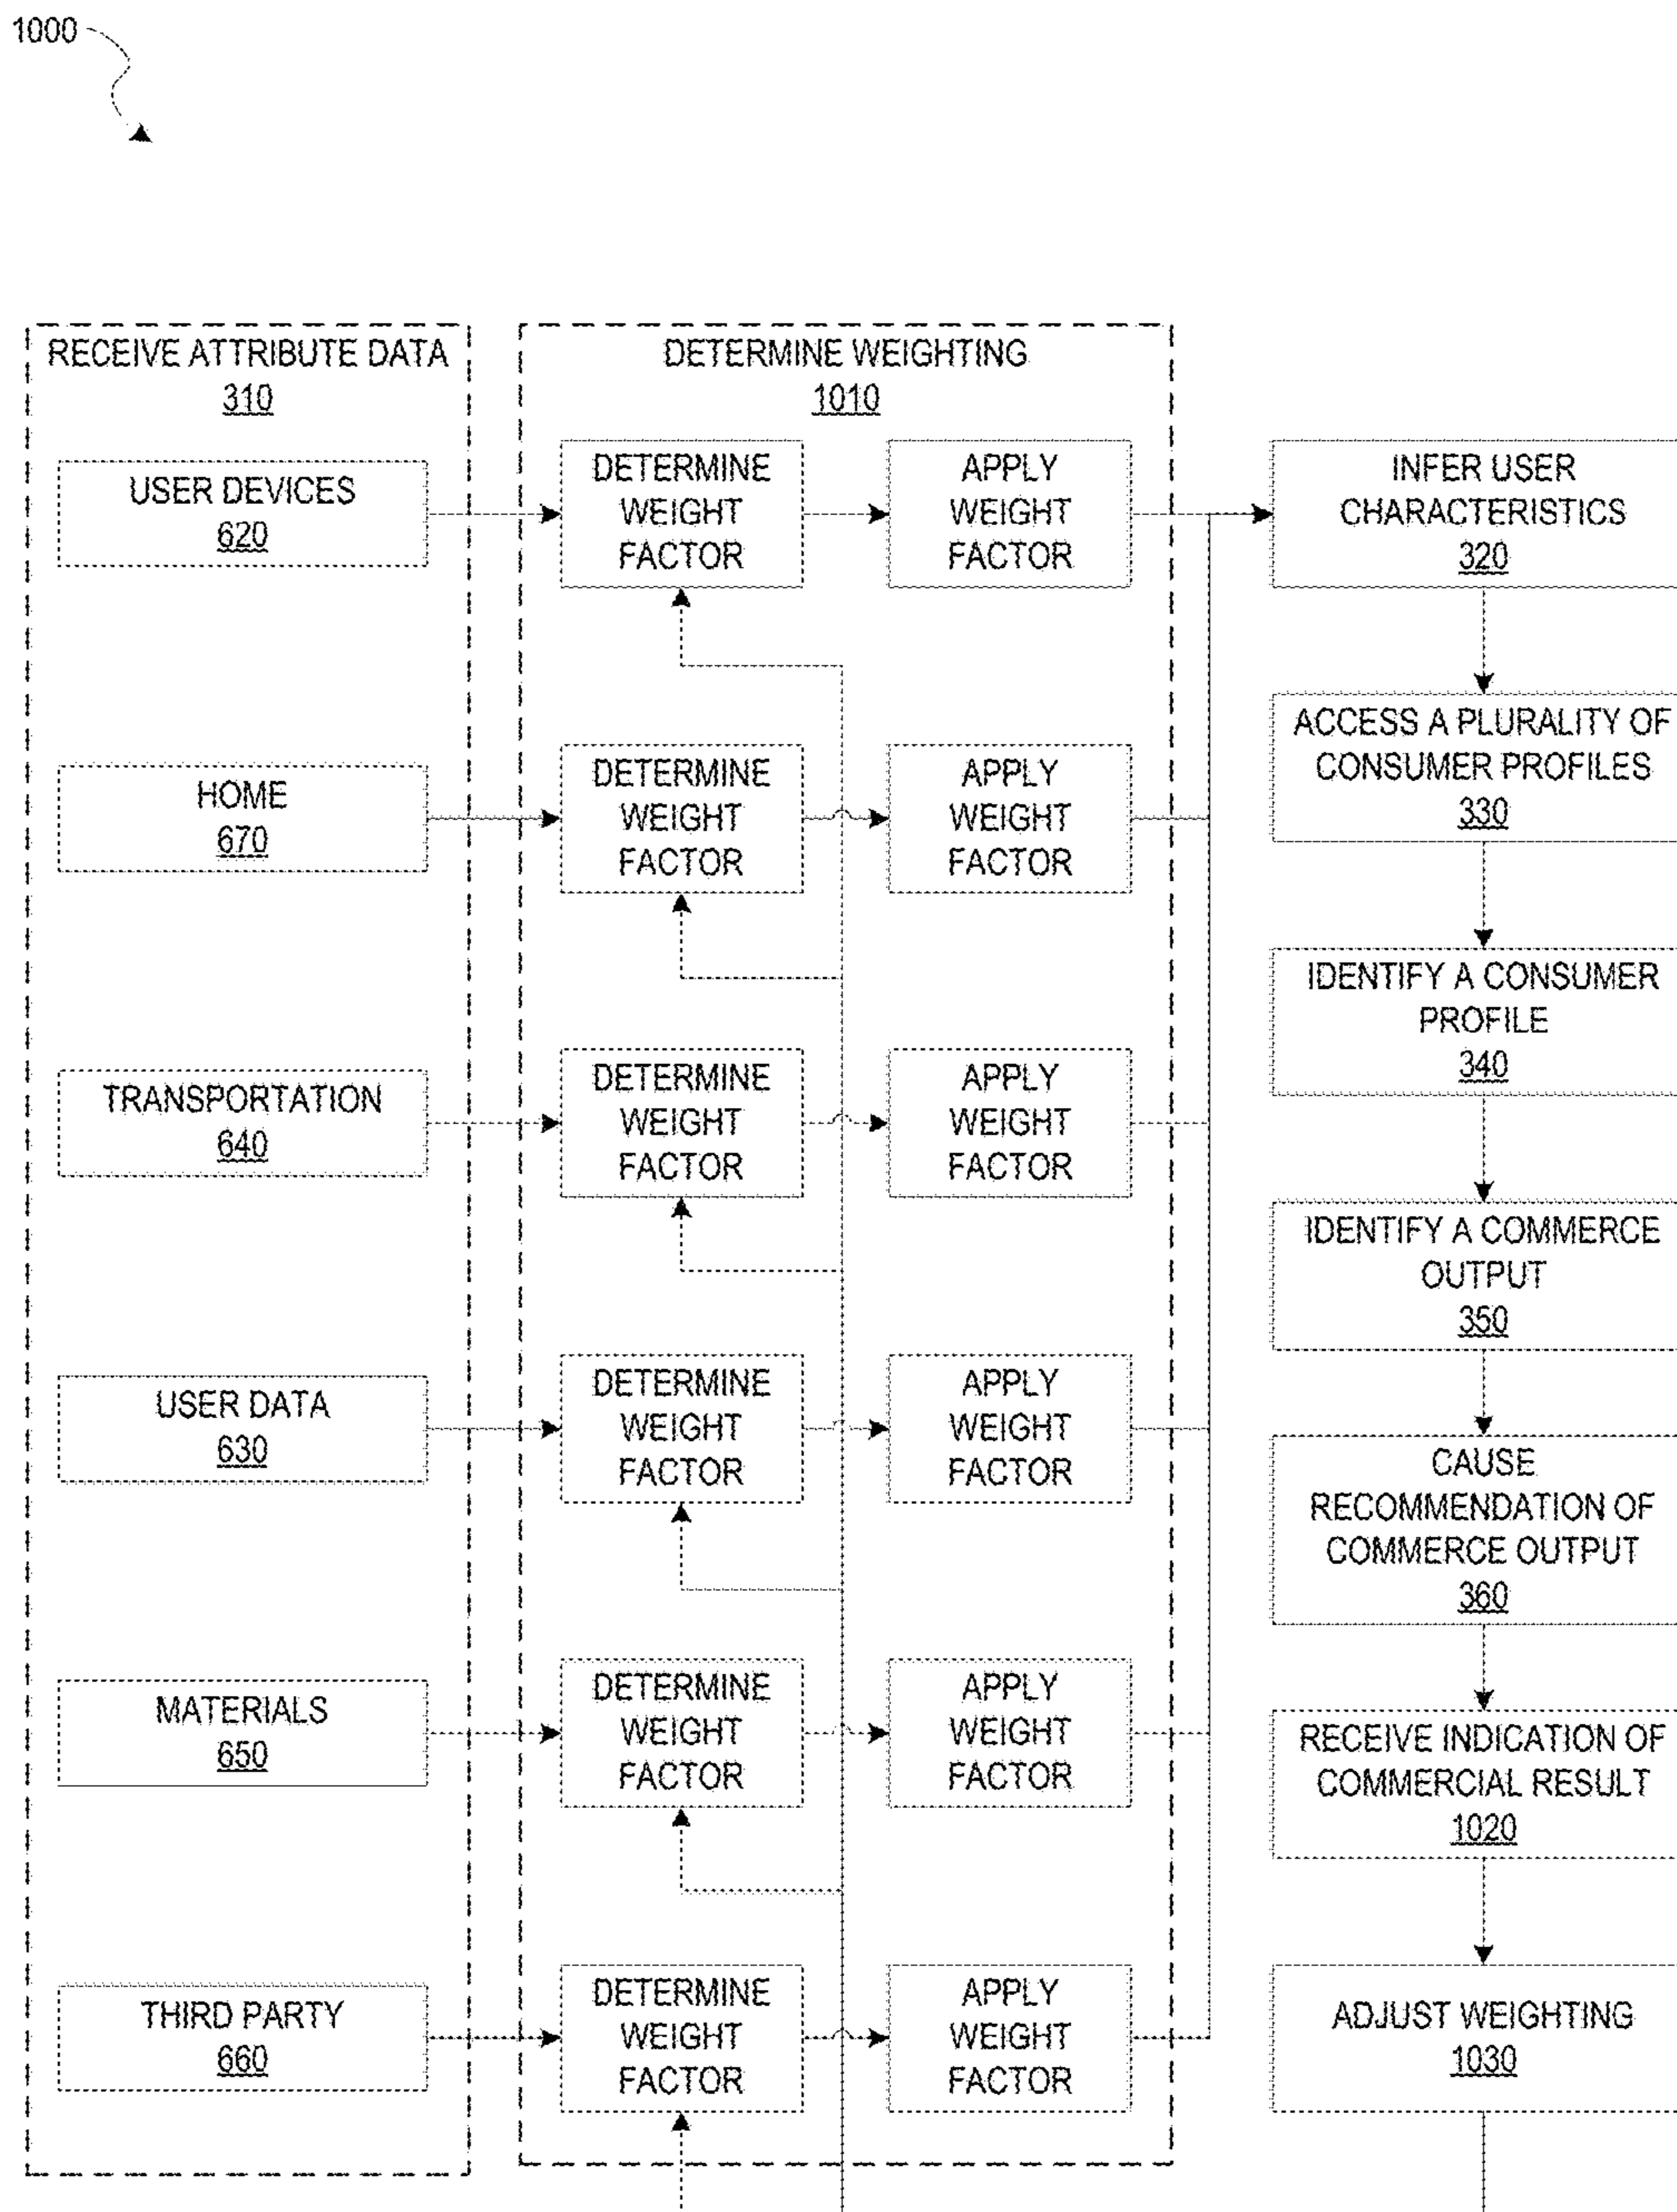 1000
RECEIVE ATTRIBUTE DATA
310
USER DEVICES
620
HOME
670
TRANSPORTATION
640
USER DATA
630
MATERIALS
650
THIRD PARTY
660
DETERMINE WEIGHTING
1010
DETERMINE
WEIGHT
FACTOR
APPLY
WEIGHT
FACTOR
DETERMINE
WEIGHT
FACTOR
APPLY
WEIGHT
FACTOR
DETERMINE
WEIGHT
FACTOR
APPLY
WEIGHT
FACTOR
DETERMINE
WEIGHT
FACTOR
APPLY
WEIGHT
FACTOR
DETERMINE
WEIGHT
FACTOR
APPLY
WEIGHT
FACTOR
DETERMINE
WEIGHT
FACTOR
APPLY
WEIGHT
FACTOR
INFER USER
CHARACTERISTICS
320
ACCESS A PLURALITY OF
CONSUMER PROFILES
330
IDENTIFY A CONSUMER
PROFILE
340
IDENTIFY A COMMERCE
OUTPUT
350
CAUSE
RECOMMENDATION OF
COMMERCE OUTPUT
360
RECEIVE INDICATION OF
COMMERCIAL RESULT
1020
ADJUST WEIGHTING
1030